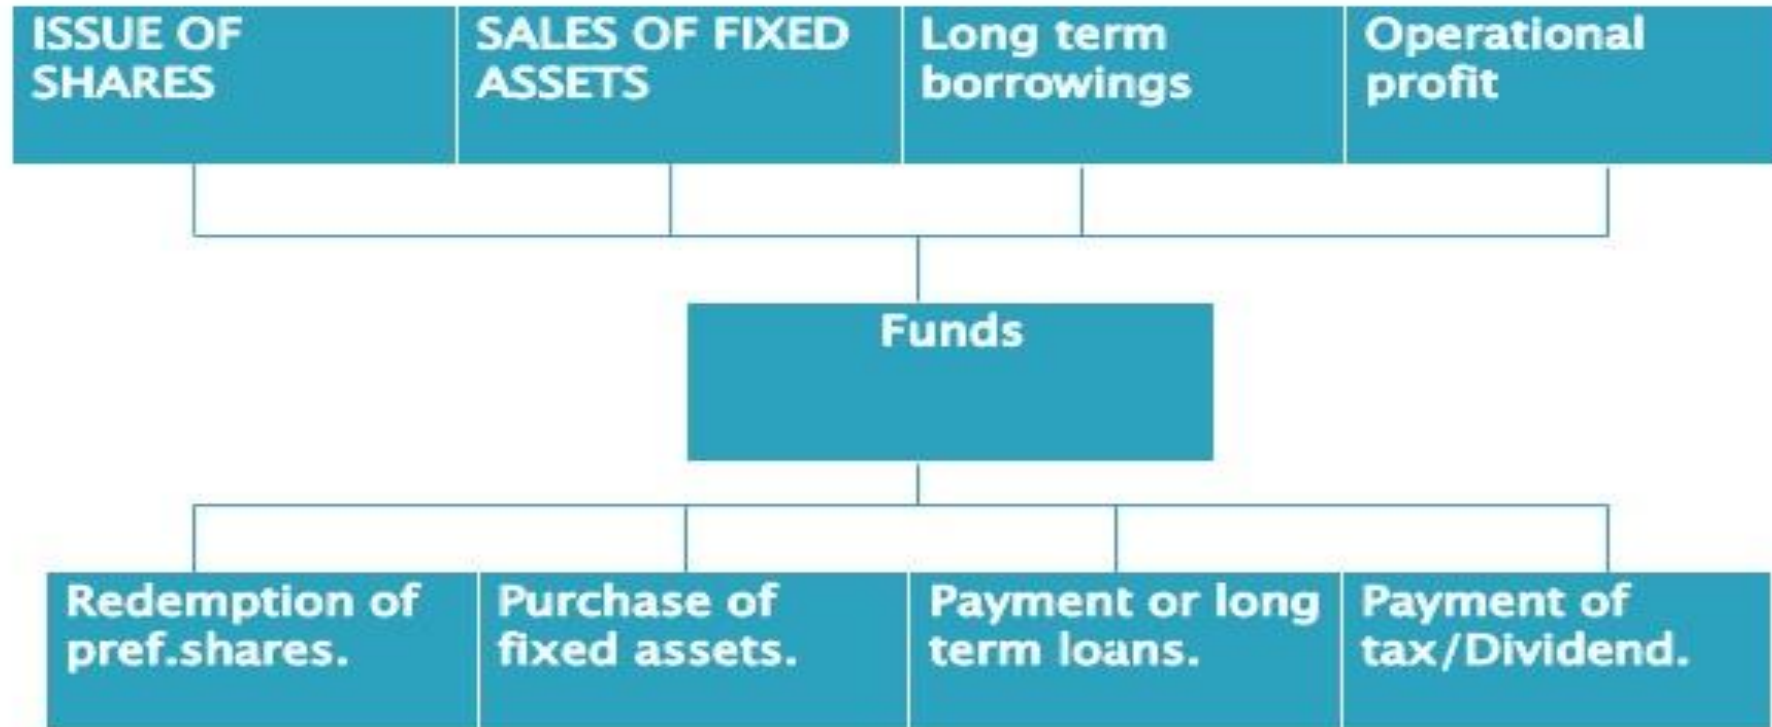 ISSUE OF
SHARES
SALES OF FIXED
ASSETS
Long term
borrowings
Operational
profit
Funds
Redemption of
pref.shares.
Purchase of
fixed assets.
Payment or long
term loans.
Payment of
tax/Dividend.